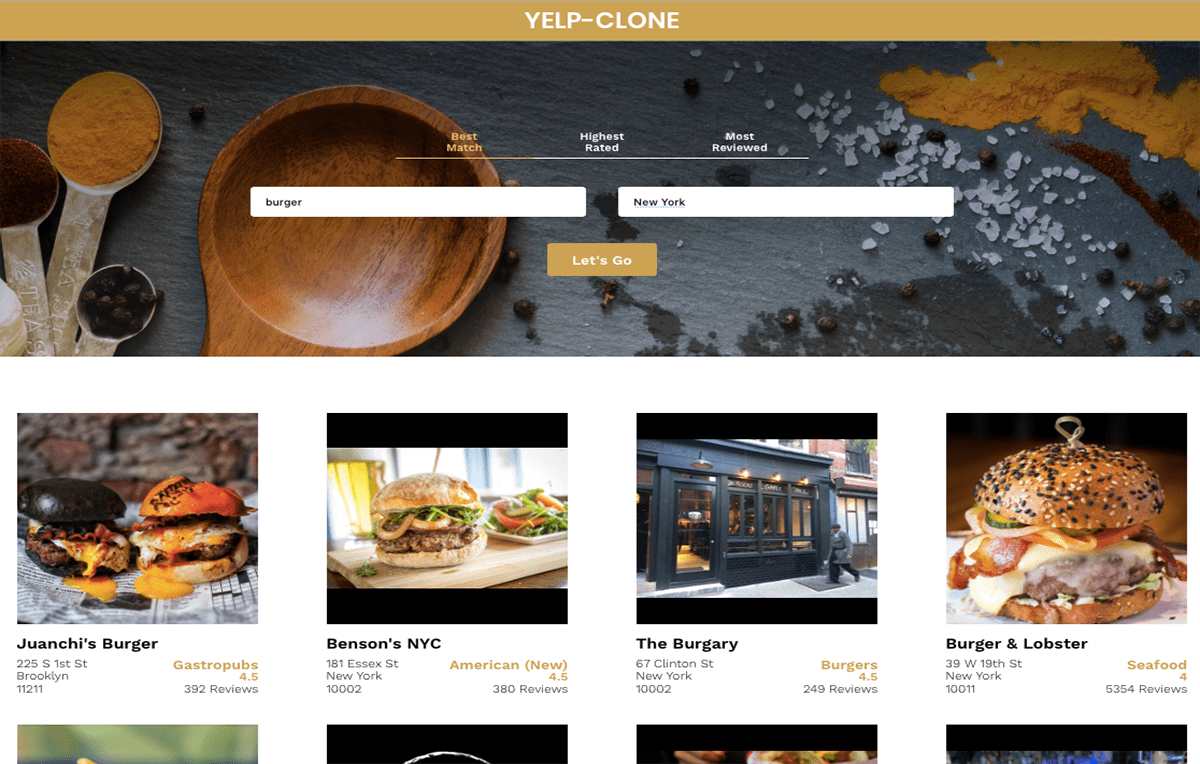 YELP-CLONE
Best
Match
Highest
Rated
Most
Reviewed
burger
New York
Let's Go
Juanchi's Burger
225 S 1st St
Brooklyn
11211
Gastropubs
4.5
392 Reviews
Benson's NYC
181 Essex St
New York
10002
American (New)
4.5
380 Reviews
The Burgary
67 Clinton St
New York
10002
Burgers
4.5
249 Reviews
Burger & Lobster
39 W 19th St
New York
10011
Seafood
4
5354 Reviews